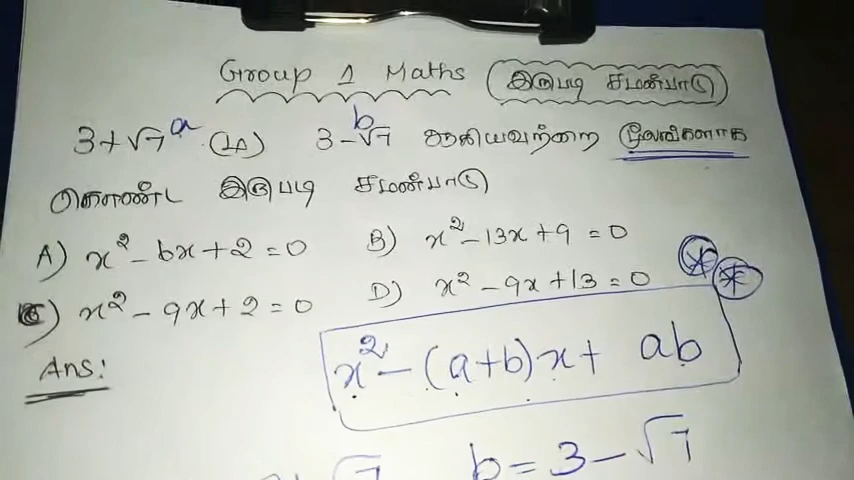 Group 1 Maths (இருபடி சமன்பாடு)
a b
3+√7 (மற) 3-√7 ஆகியவற்றை மூலங்களாக
கொண்ட இருபடி சமன்பாடு
A) x² - 6x + 2 = 0 B) x² - 13x + 9 = 0
C) x² - 9x + 2 = 0 D) x² - 9x + 13 = 0
Ans:
x² - (a+b)x + ab
√7 b = 3 - √7